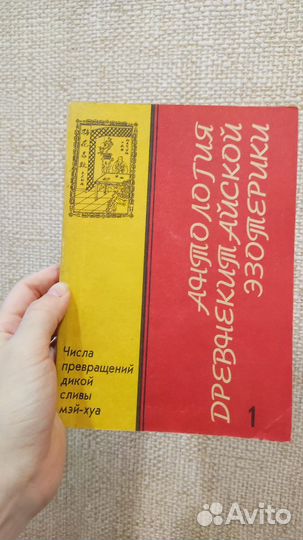 АНТОЛОГИЯ
ДРЕВНЕКИТАЙСКОЙ
ЭЗОТЕРИКИ
1
Числа
превращений
дикой
сливы
мэй-хуа
Avito